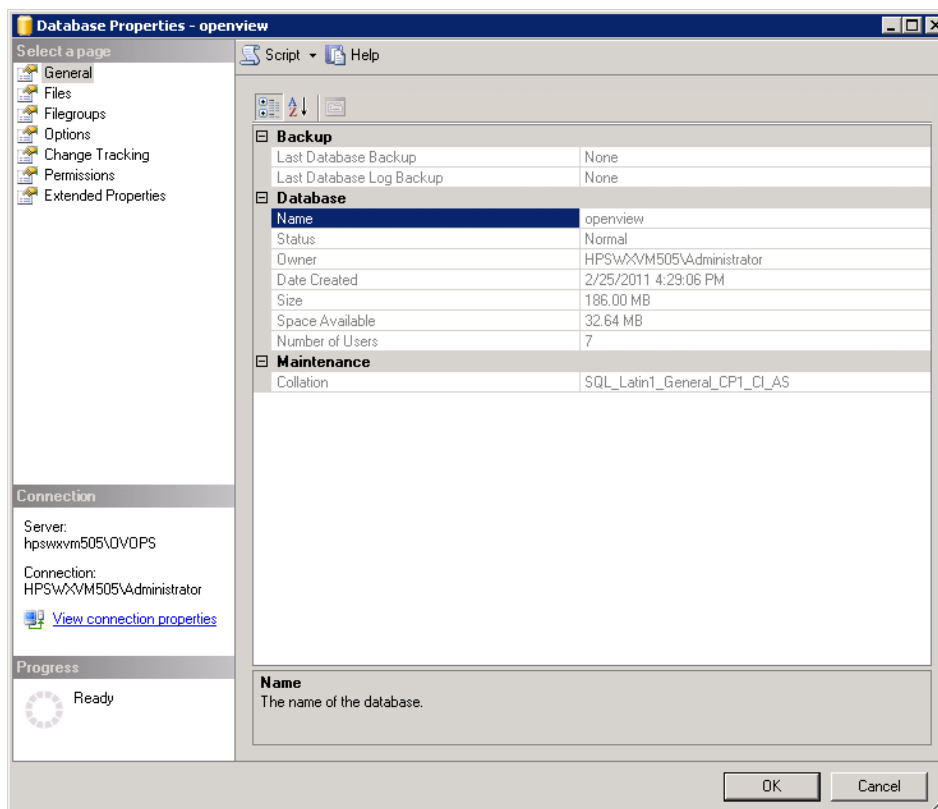 Database Properties - openview
Select a page
General
Files
Filegroups
Options
Change Tracking
Permissions
Extended Properties
Script Help
Backup
Last Database Backup None
Last Database Log Backup None
Database
Name openview
Status Normal
Owner HPSWXVM505\Administrator
Date Created 2/25/2011 4:29:06 PM
Size 186.00 MB
Space Available 32.64 MB
Number of Users 7
Maintenance
Collation SQL_Latin1_General_CP1_CI_AS
Connection
Server:
hpswxvm505\OVOPS
Connection:
HPSWXVM505\Administrator
View connection properties
Progress
Ready
Name
The name of the database.
OK Cancel